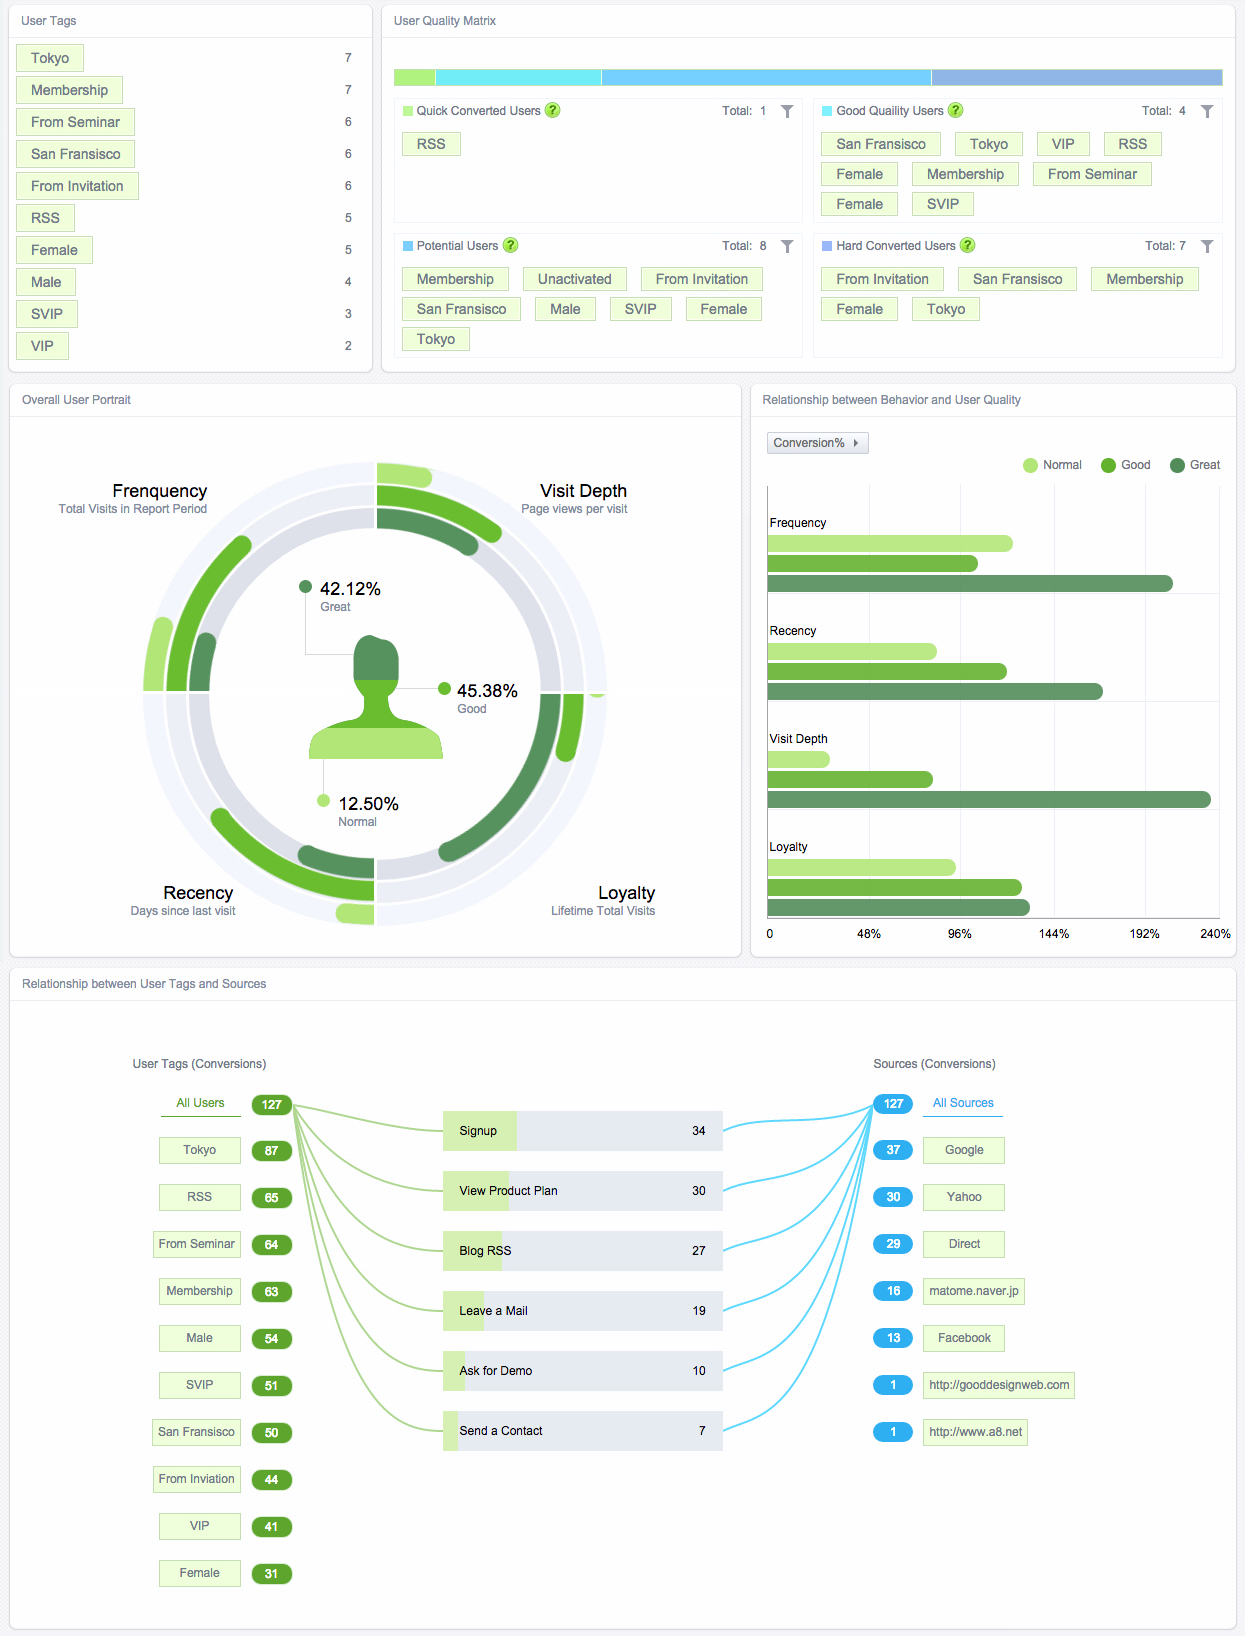 User Tags
Tokyo 7
Membership 7
From Seminar 6
San Fransisco 6
From Invitation 6
RSS 5
Female 5
Male 4
SVIP 3
VIP 2
User Quality Matrix
Quick Converted Users ? Total: 1
RSS
Good Quaility Users ? Total: 4
San Fransisco Tokyo VIP RSS
Female Membership From Seminar
Female SVIP
Potential Users ? Total: 8
Membership Unactivated From Invitation
San Fransisco Male SVIP Female
Tokyo
Hard Converted Users ? Total: 7
From Invitation San Fransisco Membership
Female Tokyo
Overall User Portrait
Frenquency
Total Visits in Report Period
Visit Depth
Page views per visit
42.12%
Great
45.38%
Good
12.50%
Normal
Recency
Days since last visit
Loyalty
Lifetime Total Visits
Relationship between Behavior and User Quality
Conversion%
Normal Good Great
Frequency
Recency
Visit Depth
Loyalty
0 48% 96% 144% 192% 240%
Relationship between User Tags and Sources
User Tags (Conversions)
All Users 127
Tokyo 87
RSS 65
From Seminar 64
Membership 63
Male 54
SVIP 51
San Fransisco 50
From Inviation 44
VIP 41
Female 31
Signup 34
View Product Plan 30
Blog RSS 27
Leave a Mail 19
Ask for Demo 10
Send a Contact 7
Sources (Conversions)
127 All Sources
37 Google
30 Yahoo
29 Direct
16 matome.naver.jp
13 Facebook
1 http://gooddesignweb.com
1 http://www.a8.net